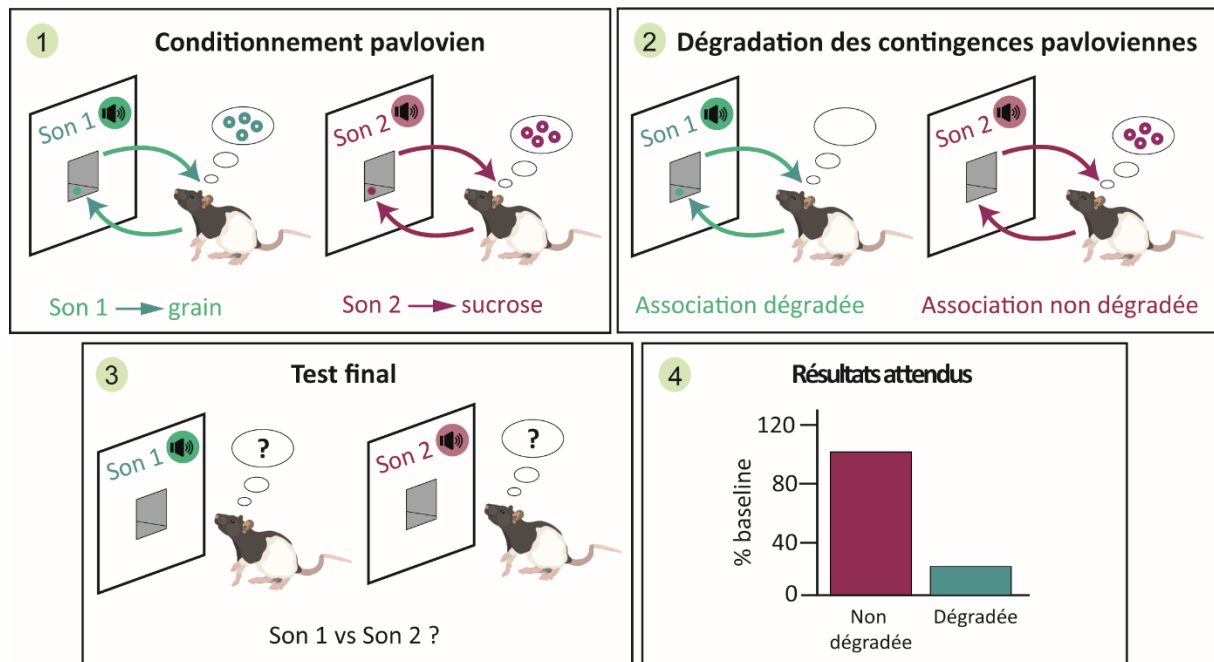 1
Conditionnement pavlovien
Son 1
Son 2
Son 1 → grain
Son 2 → sucrose
2
Dégradation des contingences pavloviennes
Son 1
Son 2
Association dégradée
Association non dégradée
3
Test final
Son 1
?
Son 2
?
Son 1 vs Son 2 ?
4
Résultats attendus
% baseline
120
80
40
0
Non
dégradée
Dégradée